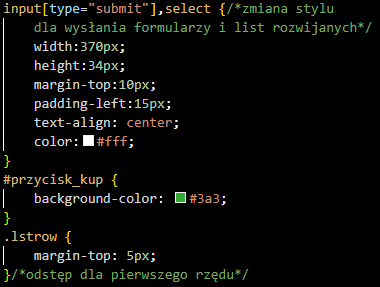 input[type="submit"],select {/*zmiana stylu
dla wysłania formularzy i list rozwijanych*/
width:370px;
height:34px;
margin-top:10px;
padding-left:15px;
text-align: center;
color:#fff;
}
#przycisk_kup {
background-color: #3a3;
}
.lstrow {
margin-top: 5px;
}/*odstęp dla pierwszego rzędu*/